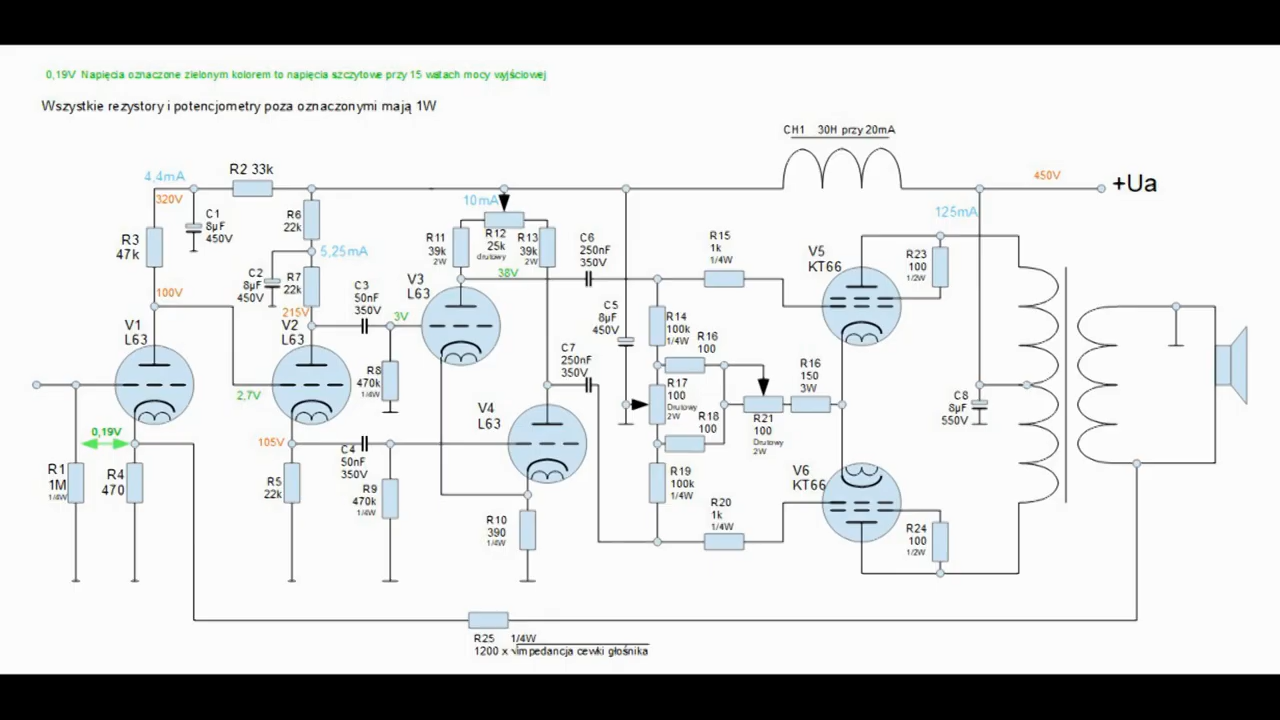 0,19V Napięcia oznaczone zielonym kolorem to napięcia szczytowe przy 15 watach mocy wyjściowej
Wszystkie rezystory i potencjometry poza oznaczonymi mają 1W
CH1 30H przy 20mA
4,4mA
R2 33k
320V
C1
8µF
450V
R3
47k
100V
V1
L63
R6
22k
5,25mA
C2
8µF
450V
R7
22k
215V
V2
L63
2,7V
0,19V
105V
R1
1M
1/4W
R4
470
R5
22k
C3
50nF
350V
3V
R8
470k
1/4W
C4
50nF
350V
R9
470k
1/4W
10mA
R11
39k
2W
R12
25k
drutowy
R13
39k
2W
38V
V3
L63
V4
L63
R10
390
1/4W
C6
250nF
350V
C7
250nF
350V
C5
8µF
450V
R15
1k
1/4W
R14
100k
1/4W
R16
100
R17
100
Drutowy
2W
R18
100
R19
100k
1/4W
R20
1k
1/4W
R21
100
Drutowy
2W
R16
150
3W
V5
KT66
V6
KT66
R23
100
1/2W
R24
100
1/2W
450V
+Ua
125mA
C8
8µF
550V
R25 1/4W
1200 x √impedancja cewki głośnika